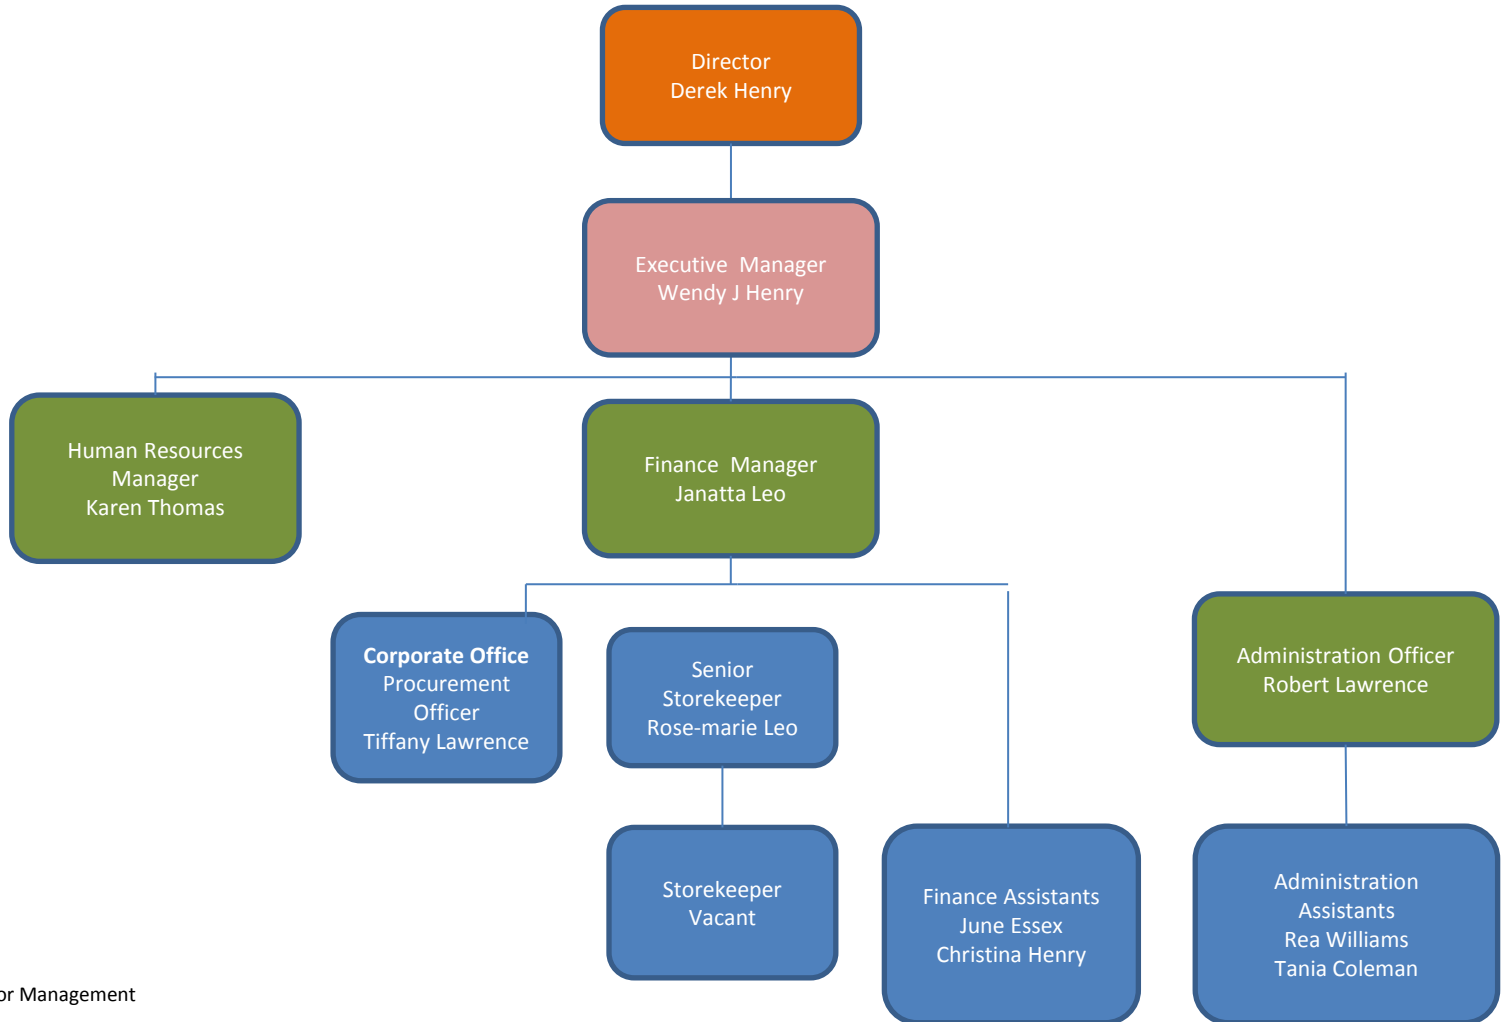 Director
Derek Henry
Executive  Manager
Wendy J Henry
Human Resources
Manager
Karen Thomas
Finance  Manager
Janatta Leo
Corporate Office
Procurement
Officer
Tiffany Lawrence
Senior
Storekeeper
Rose-marie Leo
Administration Officer
Robert Lawrence
Storekeeper
Vacant
Finance Assistants
June Essex
Christina Henry
Administration
Assistants
Rea Williams
Tania Coleman
or Management